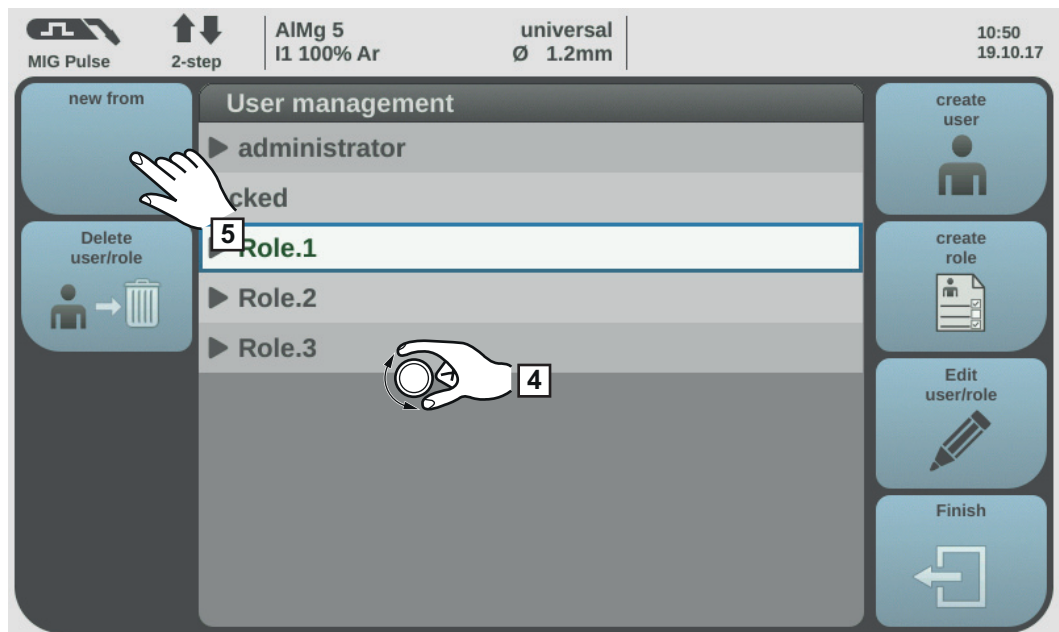 MIG Pulse
2-step
AlMg 5
I1 100% Ar
universal
Ø 1.2mm
10:50
19.10.17
new from
Delete
user/role
User management
administrator
cked
Role.1
Role.2
Role.3
5
4
create
user
create
role
Edit
user/role
Finish